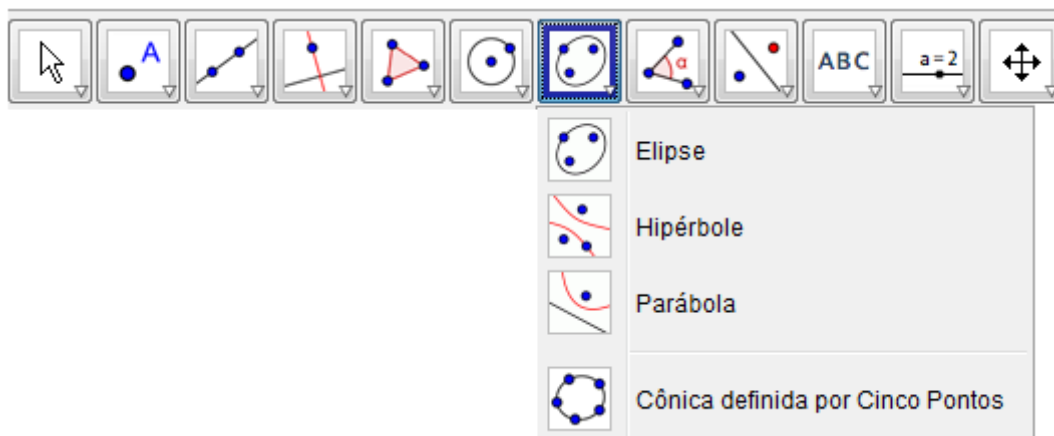 A
α
ABC
a=2
Elipse
Hipérbole
Parábola
Cônica definida por Cinco Pontos